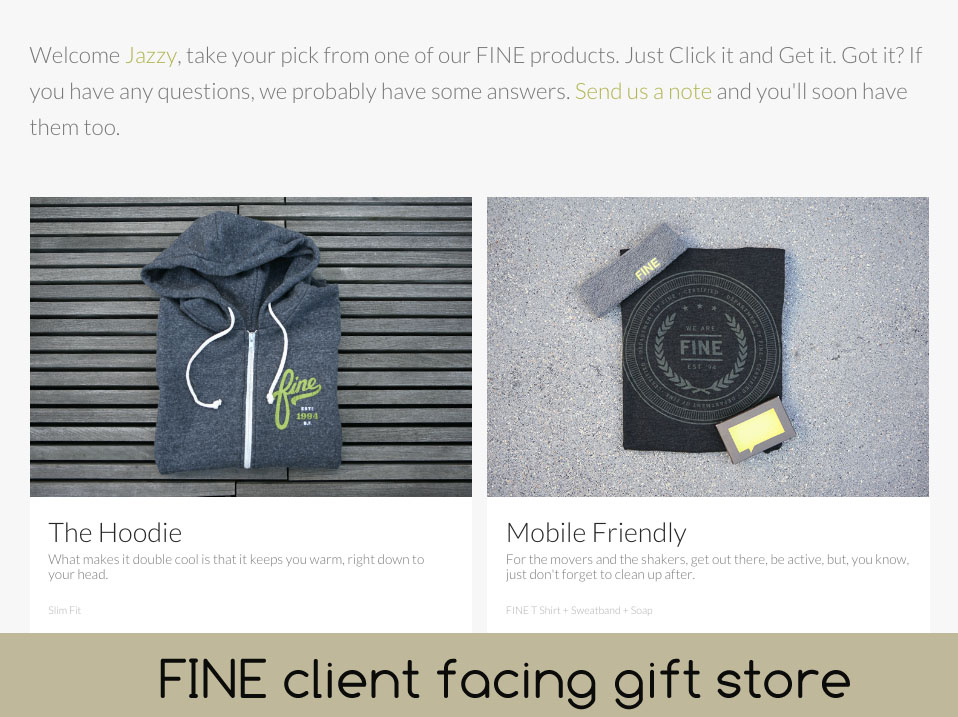 Welcome Jazzy, take your pick from one of our FINE products. Just Click it and Get it. Got it? If
you have any questions, we probably have some answers. Send us a note and you'll soon have
them too.
fine
ESTD
1994
S.F.
FINE
WE ARE
FINE
EST. '94
The Hoodie
What makes it double cool is that it keeps you warm, right down to
your head.
Slim Fit
Mobile Friendly
For the movers and the shakers, get out there, be active, but, you know,
just don't forget to clean up after.
FINE T Shirt + Sweatband + Soap
FINE client facing gift store